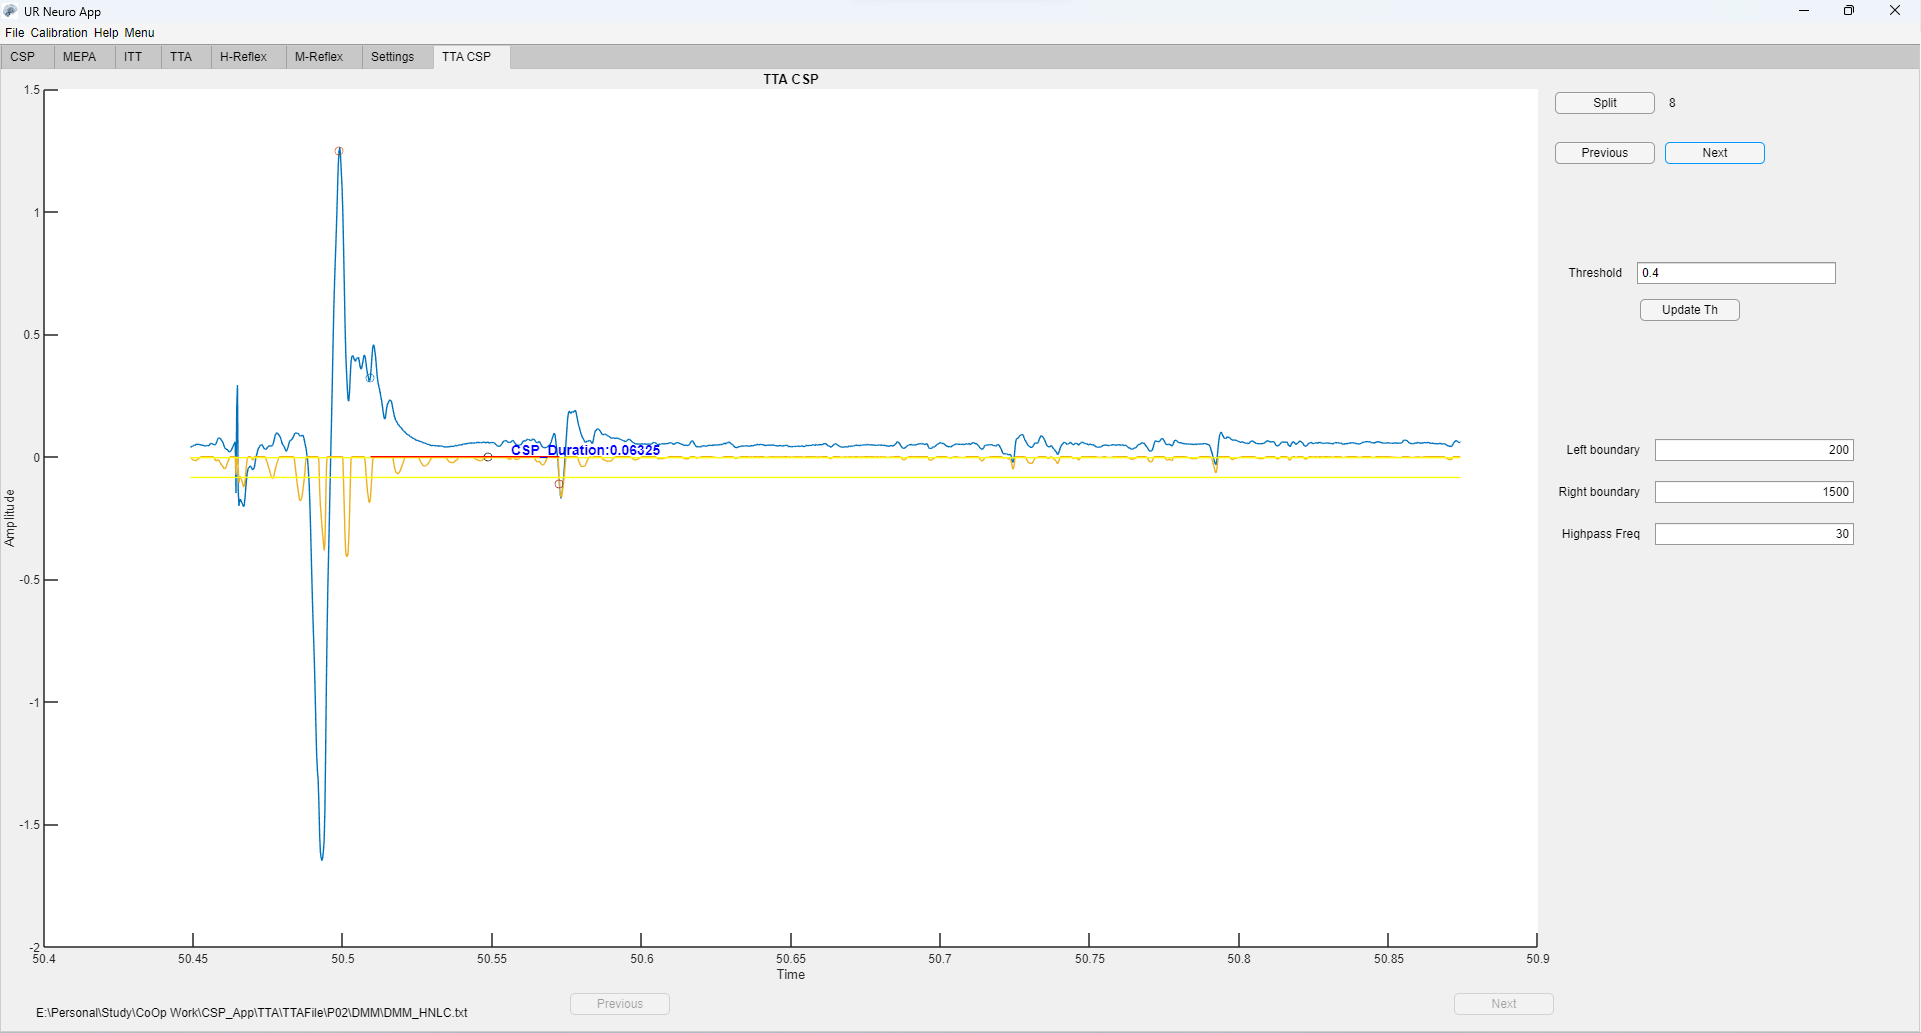 UR Neuro App
File Calibration Help Menu
CSP MEPA ITT TTA H-Reflex M-Reflex Settings TTA CSP
TTA CSP
1.5
1
0.5
0
-0.5
-1
-1.5
-2
Amplitude
CSP_Duration:0.06325
50.4 50.45 50.5 50.55 50.6 50.65 50.7 50.75 50.8 50.85 50.9
Time
Split 8
Previous Next
Threshold 0.4
Update Th
Left boundary 200
Right boundary 1500
Highpass Freq 30
Previous Next
E:\Personal\Study\CoOp Work\CSP_App\TTA\TTAFile\P02\DMM\DMM_HNLC.txt